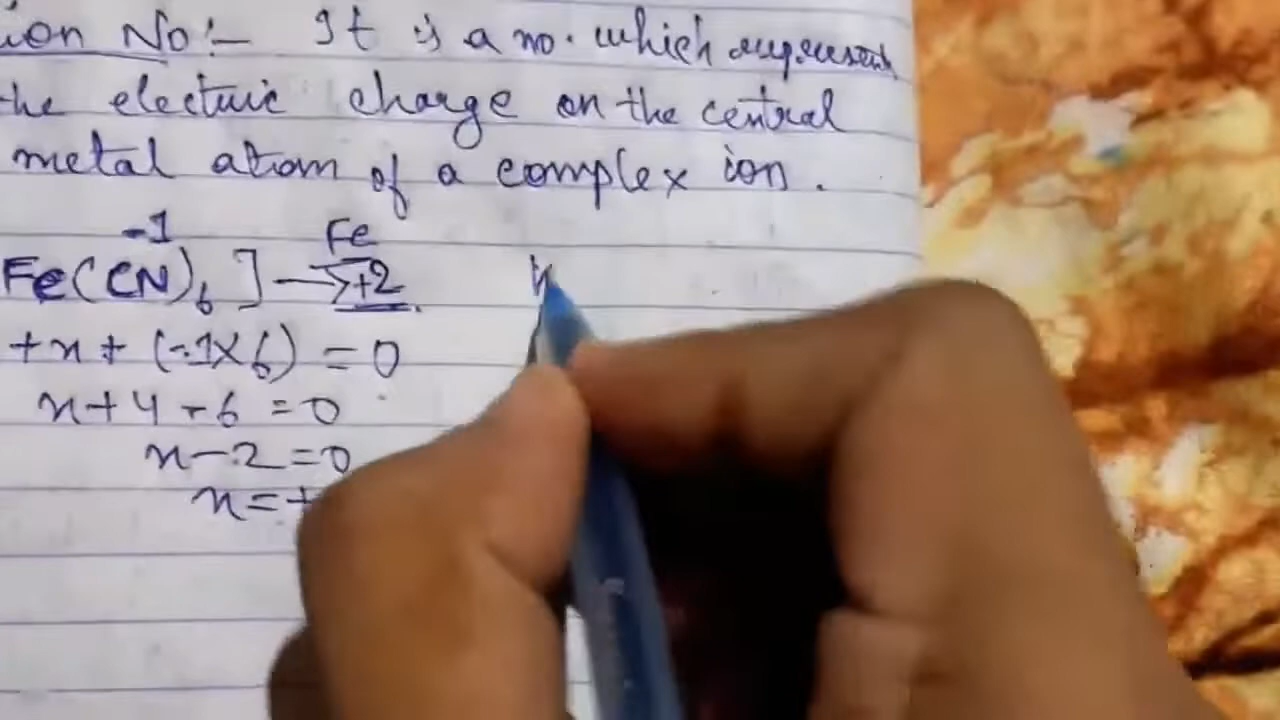 ion No:- It is a no. which represents
the electric charge on the central
metal atom of a complex ion.
-1 Fe
Fe(CN)6] → +2
+x+(-1×6) = 0
x+4-6 = 0
x-2=0
x=+